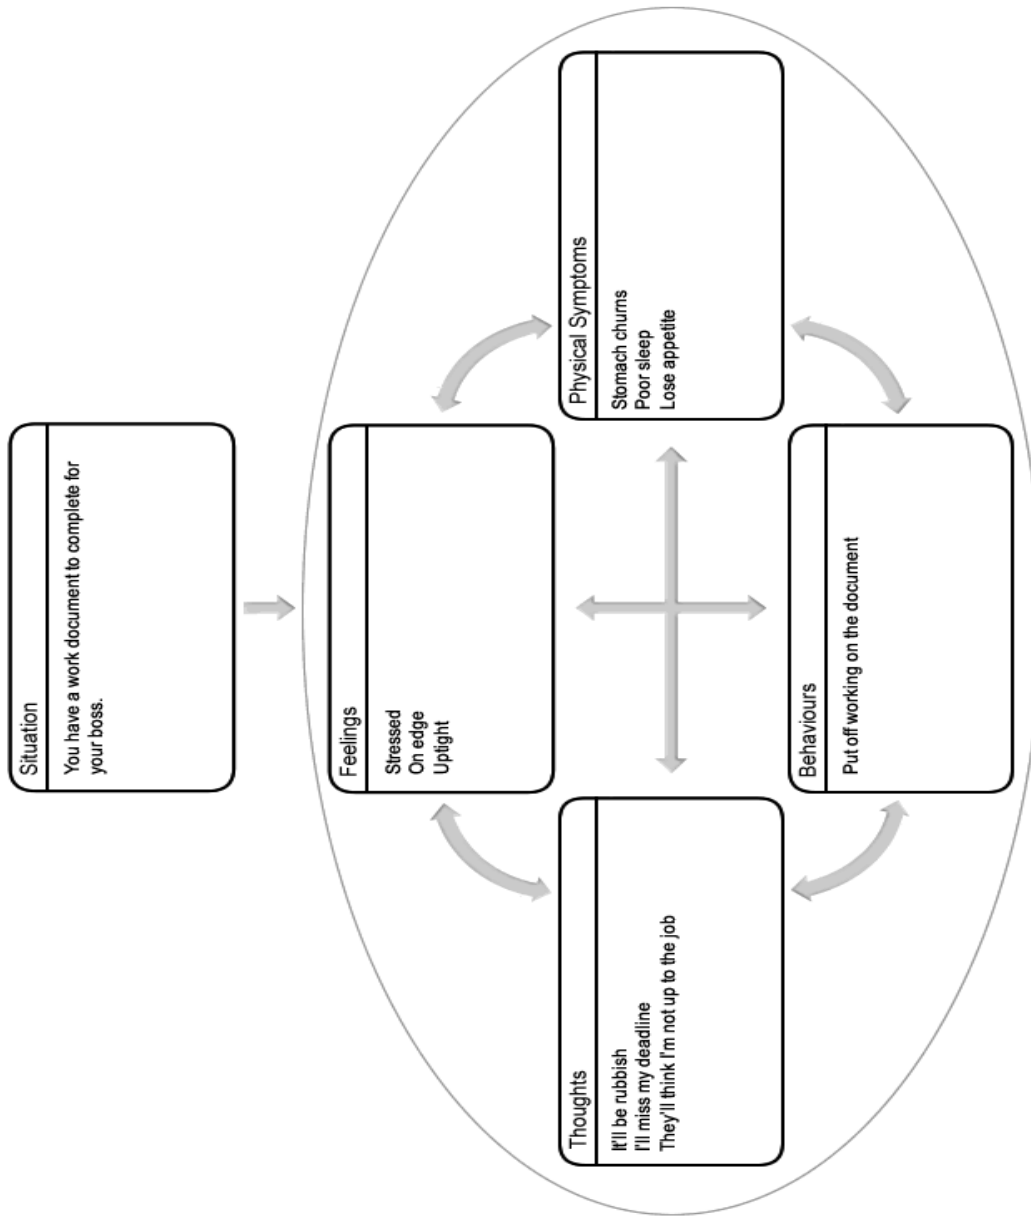 Situation
You have a work document to complete for
your boss.
Feelings
Stressed
On edge
Uptight
Thoughts
It'll be rubbish
I'll miss my deadline
They'll think I'm not up to the job
Physical Symptoms
Stomach churns
Poor sleep
Lose appetite
Behaviours
Put off working on the document